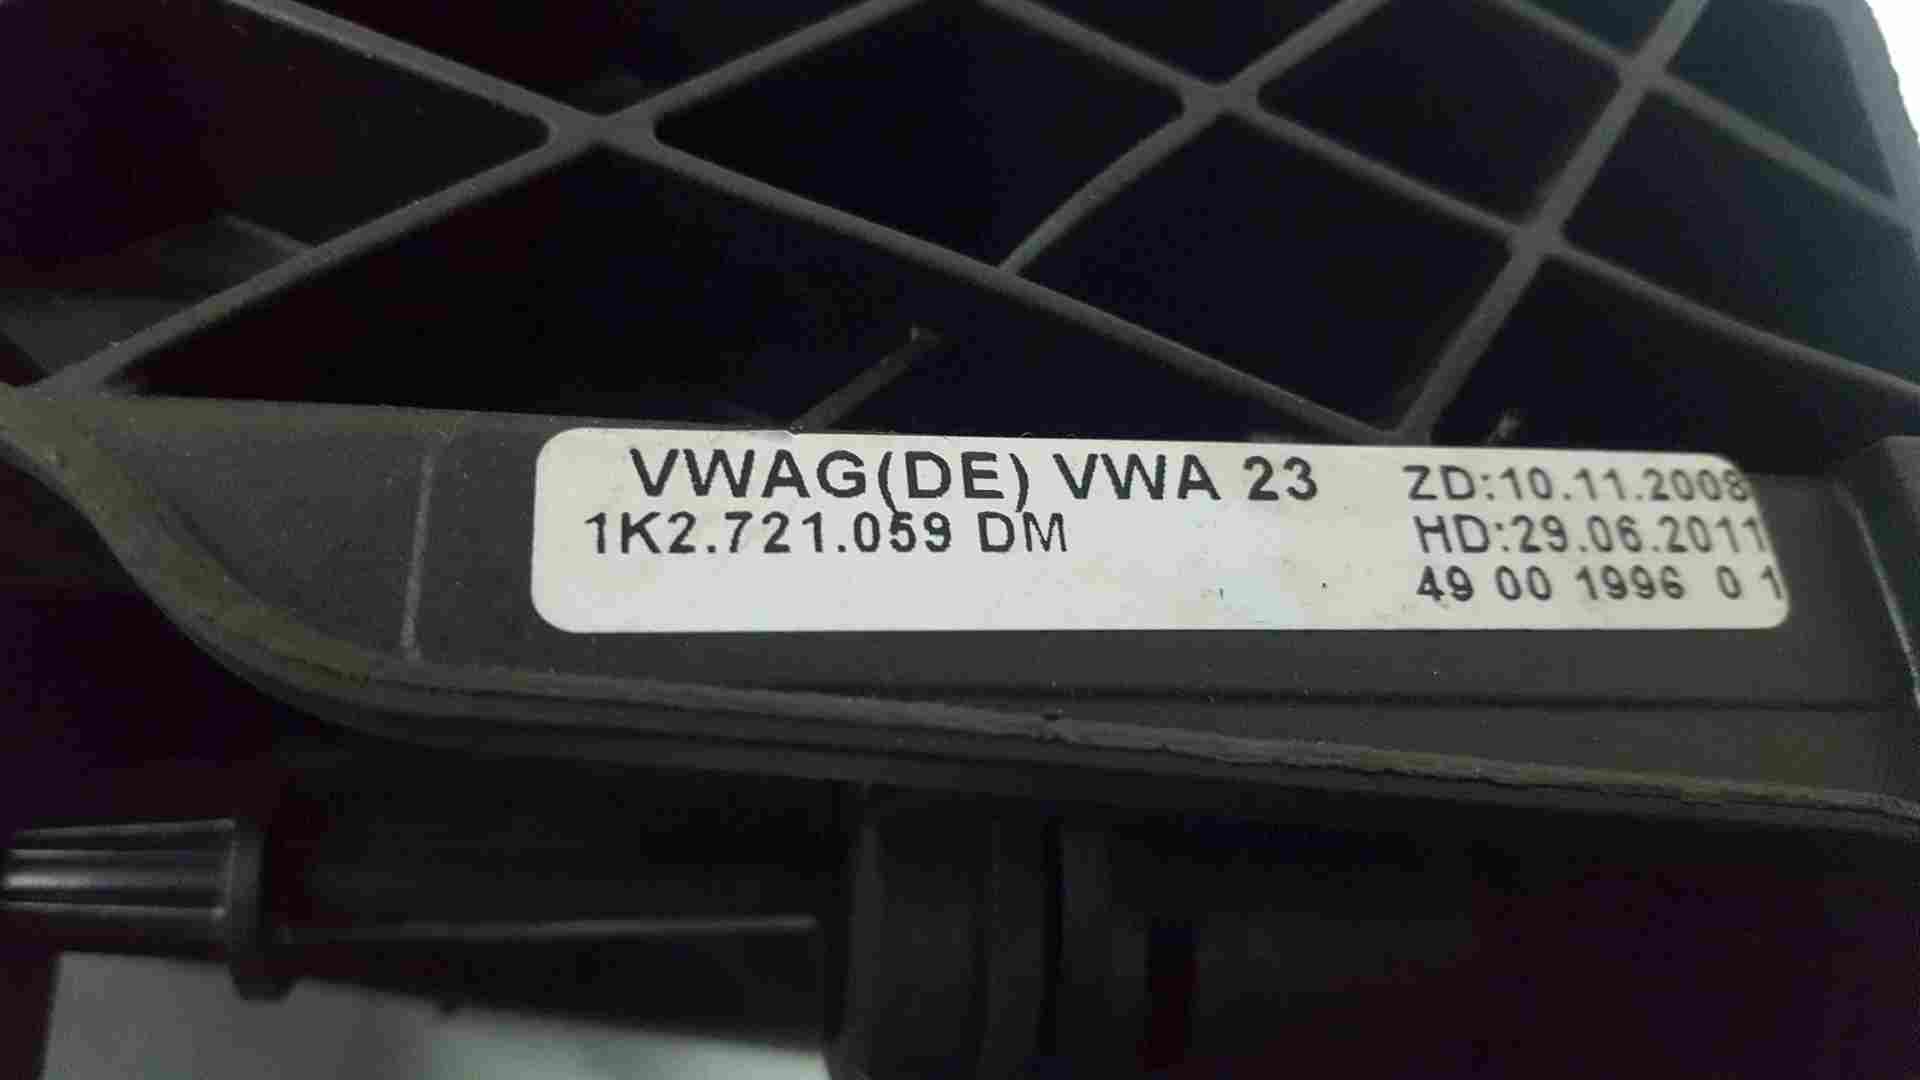 VWAG(DE) VWA 23
1K2.721.059 DM
ZD:10.11.2008
HD:29.06.2011
49 00 1996 0 1